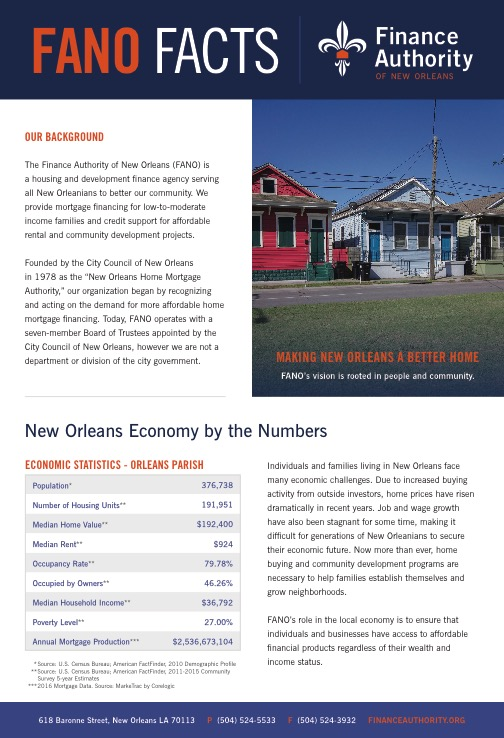 FANO FACTS
Finance
Authority
OF NEW ORLEANS
OUR BACKGROUND
The Finance Authority of New Orleans (FANO) is
a housing and development finance agency serving
all New Orleanians to better our community. We
provide mortgage financing for low-to-moderate
income families and credit support for affordable
rental and community development projects.
Founded by the City Council of New Orleans
in 1978 as the “New Orleans Home Mortgage
Authority,” our organization began by recognizing
and acting on the demand for more affordable home
mortgage financing. Today, FANO operates with a
seven-member Board of Trustees appointed by the
City Council of New Orleans, however we are not a
department or division of the city government.
MAKING NEW ORLEANS A BETTER HOME
FANO's vision is rooted in people and community.
New Orleans Economy by the Numbers
ECONOMIC STATISTICS - ORLEANS PARISH
Population* 376,738
Number of Housing Units** 191,951
Median Home Value** $192,400
Median Rent** $924
Occupancy Rate** 79.78%
Occupied by Owners** 46.26%
Median Household Income** $36,792
Poverty Level** 27.00%
Annual Mortgage Production*** $2,536,673,104
*Source: U.S. Census Bureau; American FactFinder, 2010 Demographic Profile
**Source: U.S. Census Bureau; American FactFinder, 2011-2015 Community
Survey 5-year Estimates
***2016 Mortgage Data. Source: MarkeTrac by Corelogic
Individuals and families living in New Orleans face
many economic challenges. Due to increased buying
activity from outside investors, home prices have risen
dramatically in recent years. Job and wage growth
have also been stagnant for some time, making it
difficult for generations of New Orleanians to secure
their economic future. Now more than ever, home
buying and community development programs are
necessary to help families establish themselves and
grow neighborhoods.
FANO's role in the local economy is to ensure that
individuals and businesses have access to affordable
financial products regardless of their wealth and
income status.
618 Baronne Street, New Orleans LA 70113 P (504) 524-5533 F (504) 524-3932 FINANCEAUTHORITY.ORG